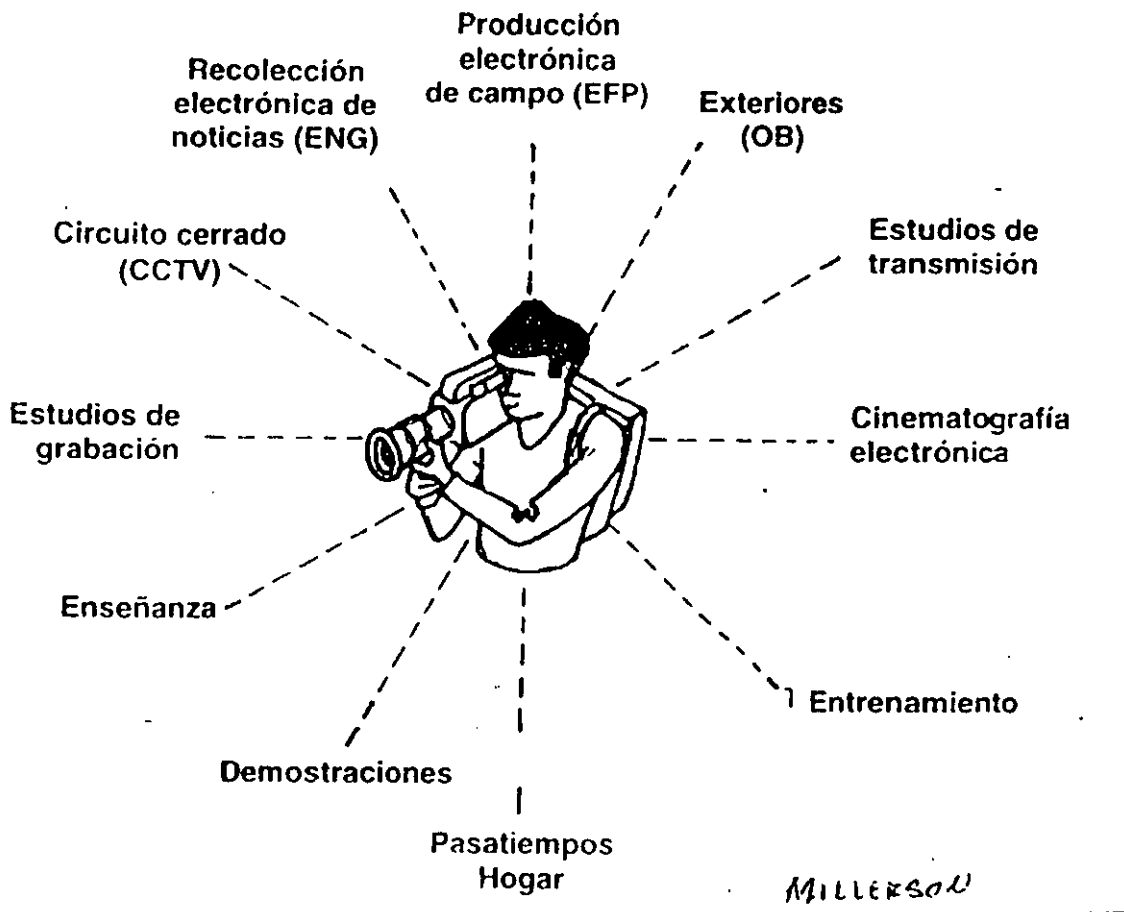 Producción
electrónica
de campo (EFP)
Recolección
electrónica de
noticias (ENG)
Exteriores
(OB)
Circuito cerrado
(CCTV)
Estudios de
transmisión
Estudios de
grabación
Cinematografía
electrónica
Enseñanza
Entrenamiento
Demostraciones
Pasatiempos
Hogar
MILLERSON